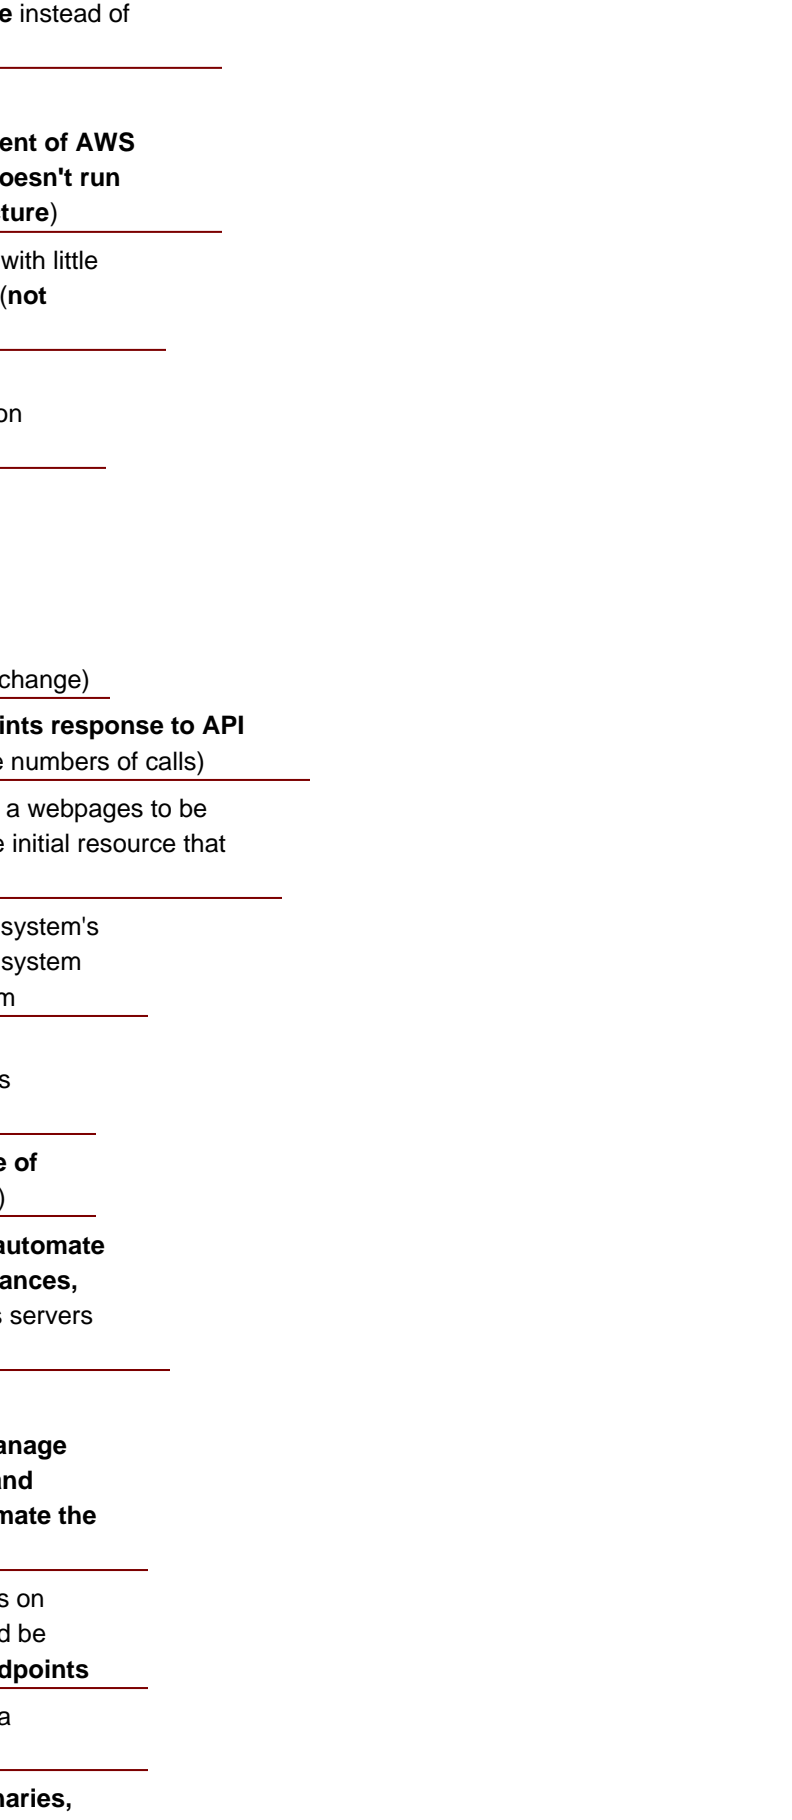 e instead of
ent of AWS
oesn't run
ture)
with little
(not
on
change)
ints response to API
e numbers of calls)
a webpages to be
e initial resource that
system's
system
m
s
e of
)
automate
ances,
s servers
anage
and
mate the
s on
d be
dpoints
a
naries,